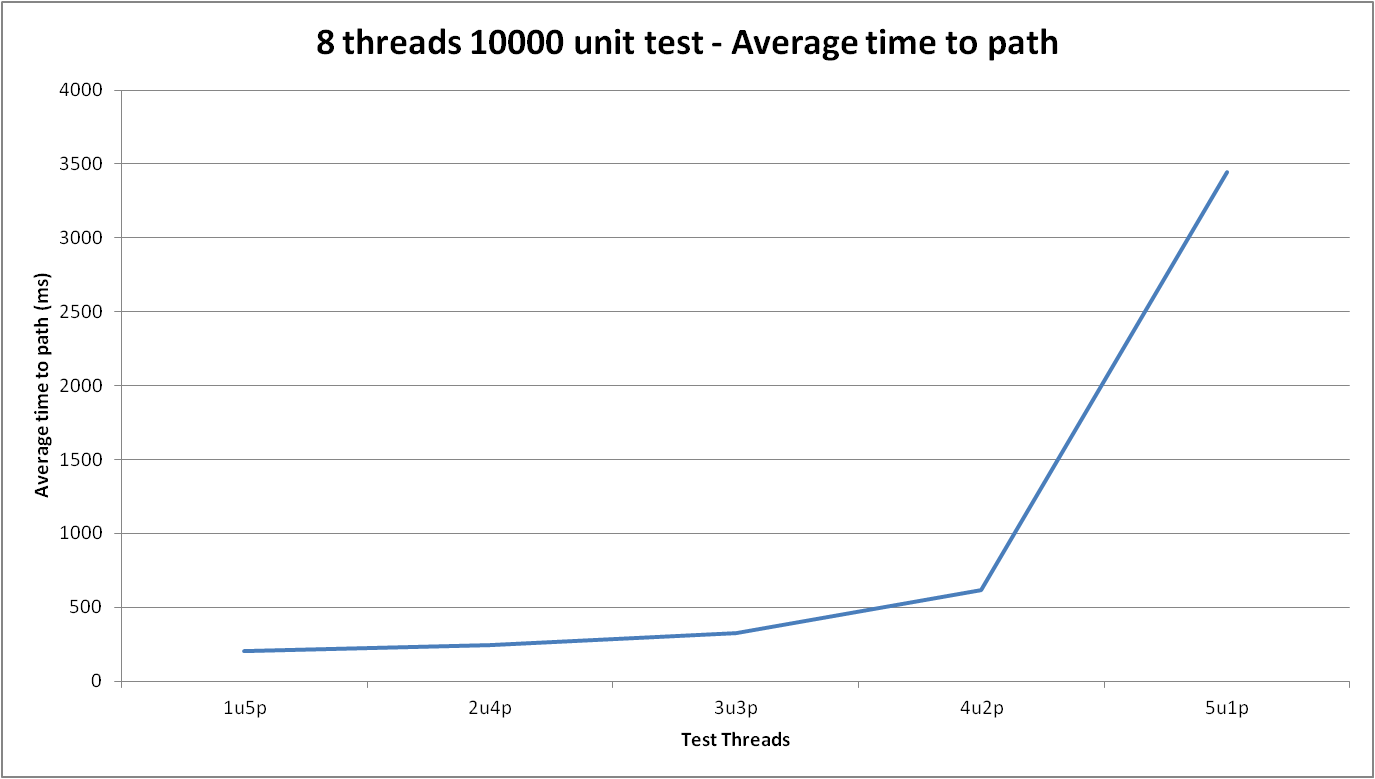 8 threads 10000 unit test - Average time to path
4000
3500
3000
2500
2000
1500
1000
500
0
Average time to path (ms)
1u5p 2u4p 3u3p 4u2p 5u1p
Test Threads